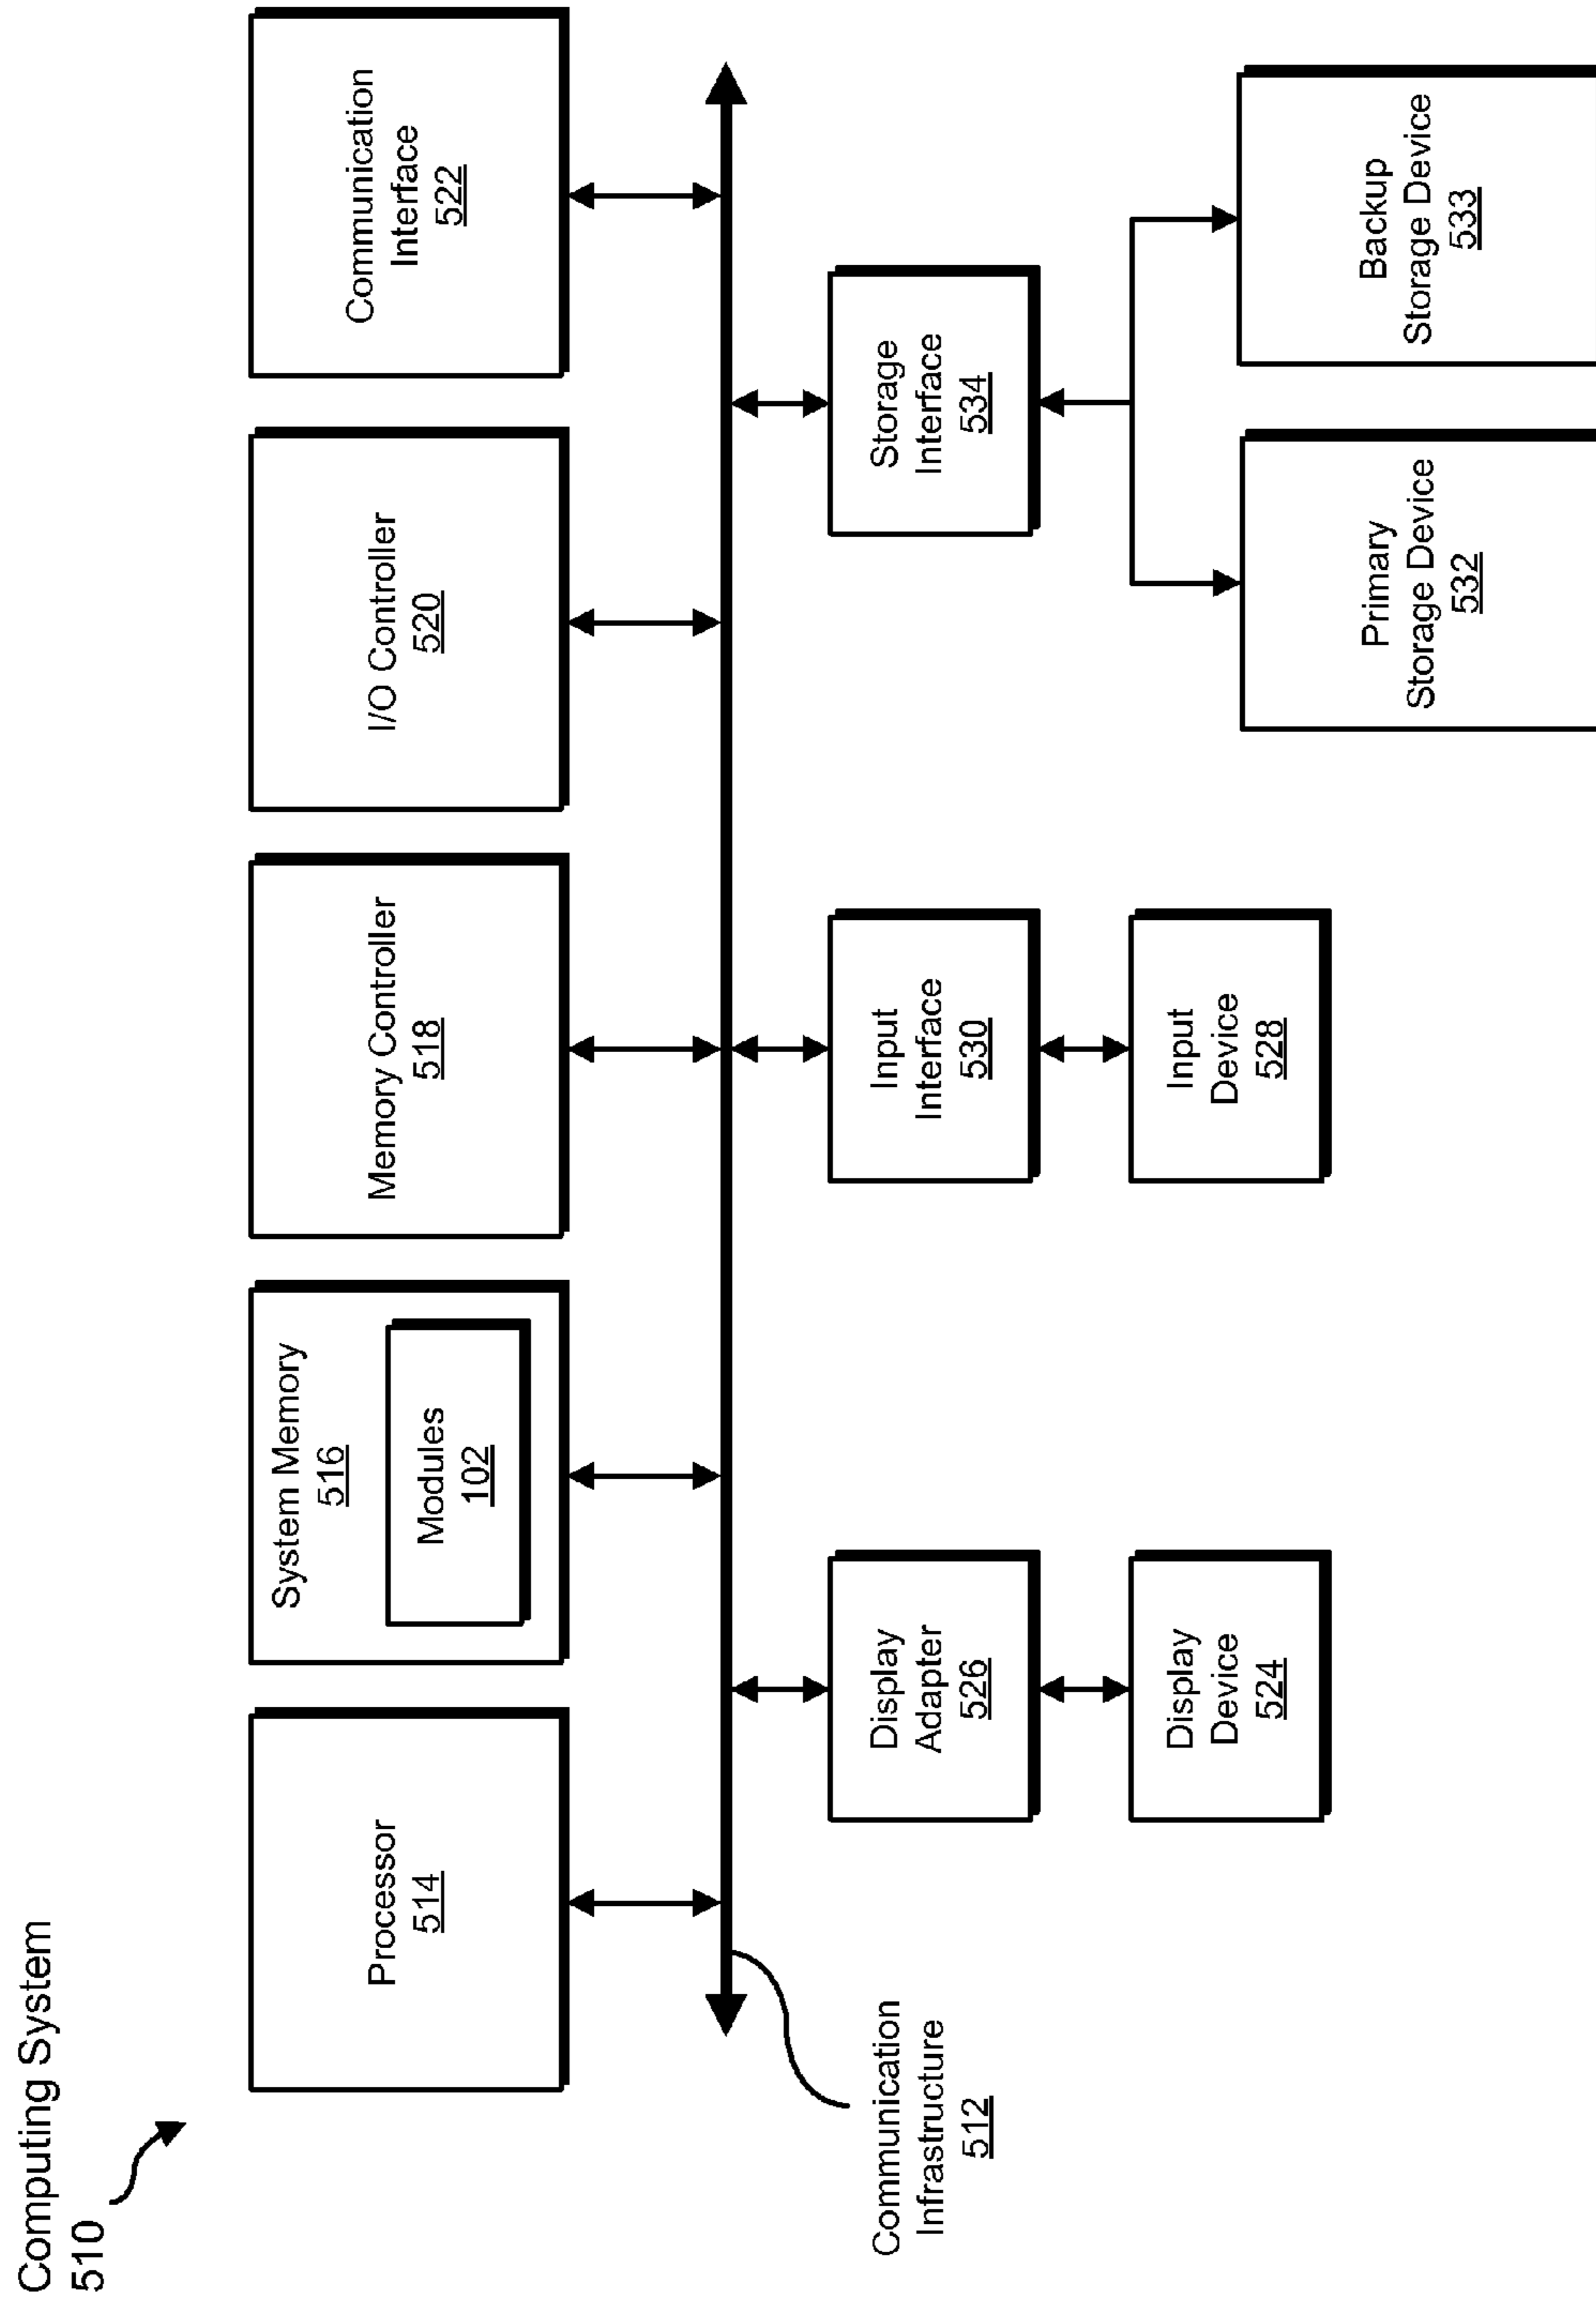 Computing System
510
Processor
514
System Memory
516
Modules
102
Memory Controller
518
I/O Controller
520
Communication
Interface
522
Communication
Infrastructure
512
Display
Adapter
526
Input
Interface
530
Storage
Interface
534
Display
Device
524
Input
Device
528
Primary
Storage Device
532
Backup
Storage Device
533